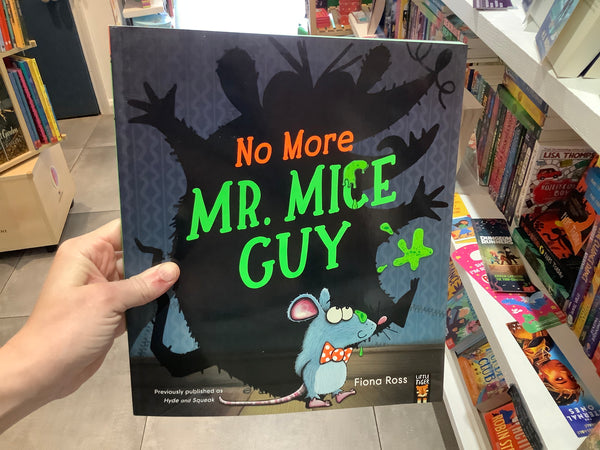 No More
MR. MICE
GUY
Previously published as
Hyde and Squeak
Fiona Ross
LITTLE
TIGER
LISA THOMPSON